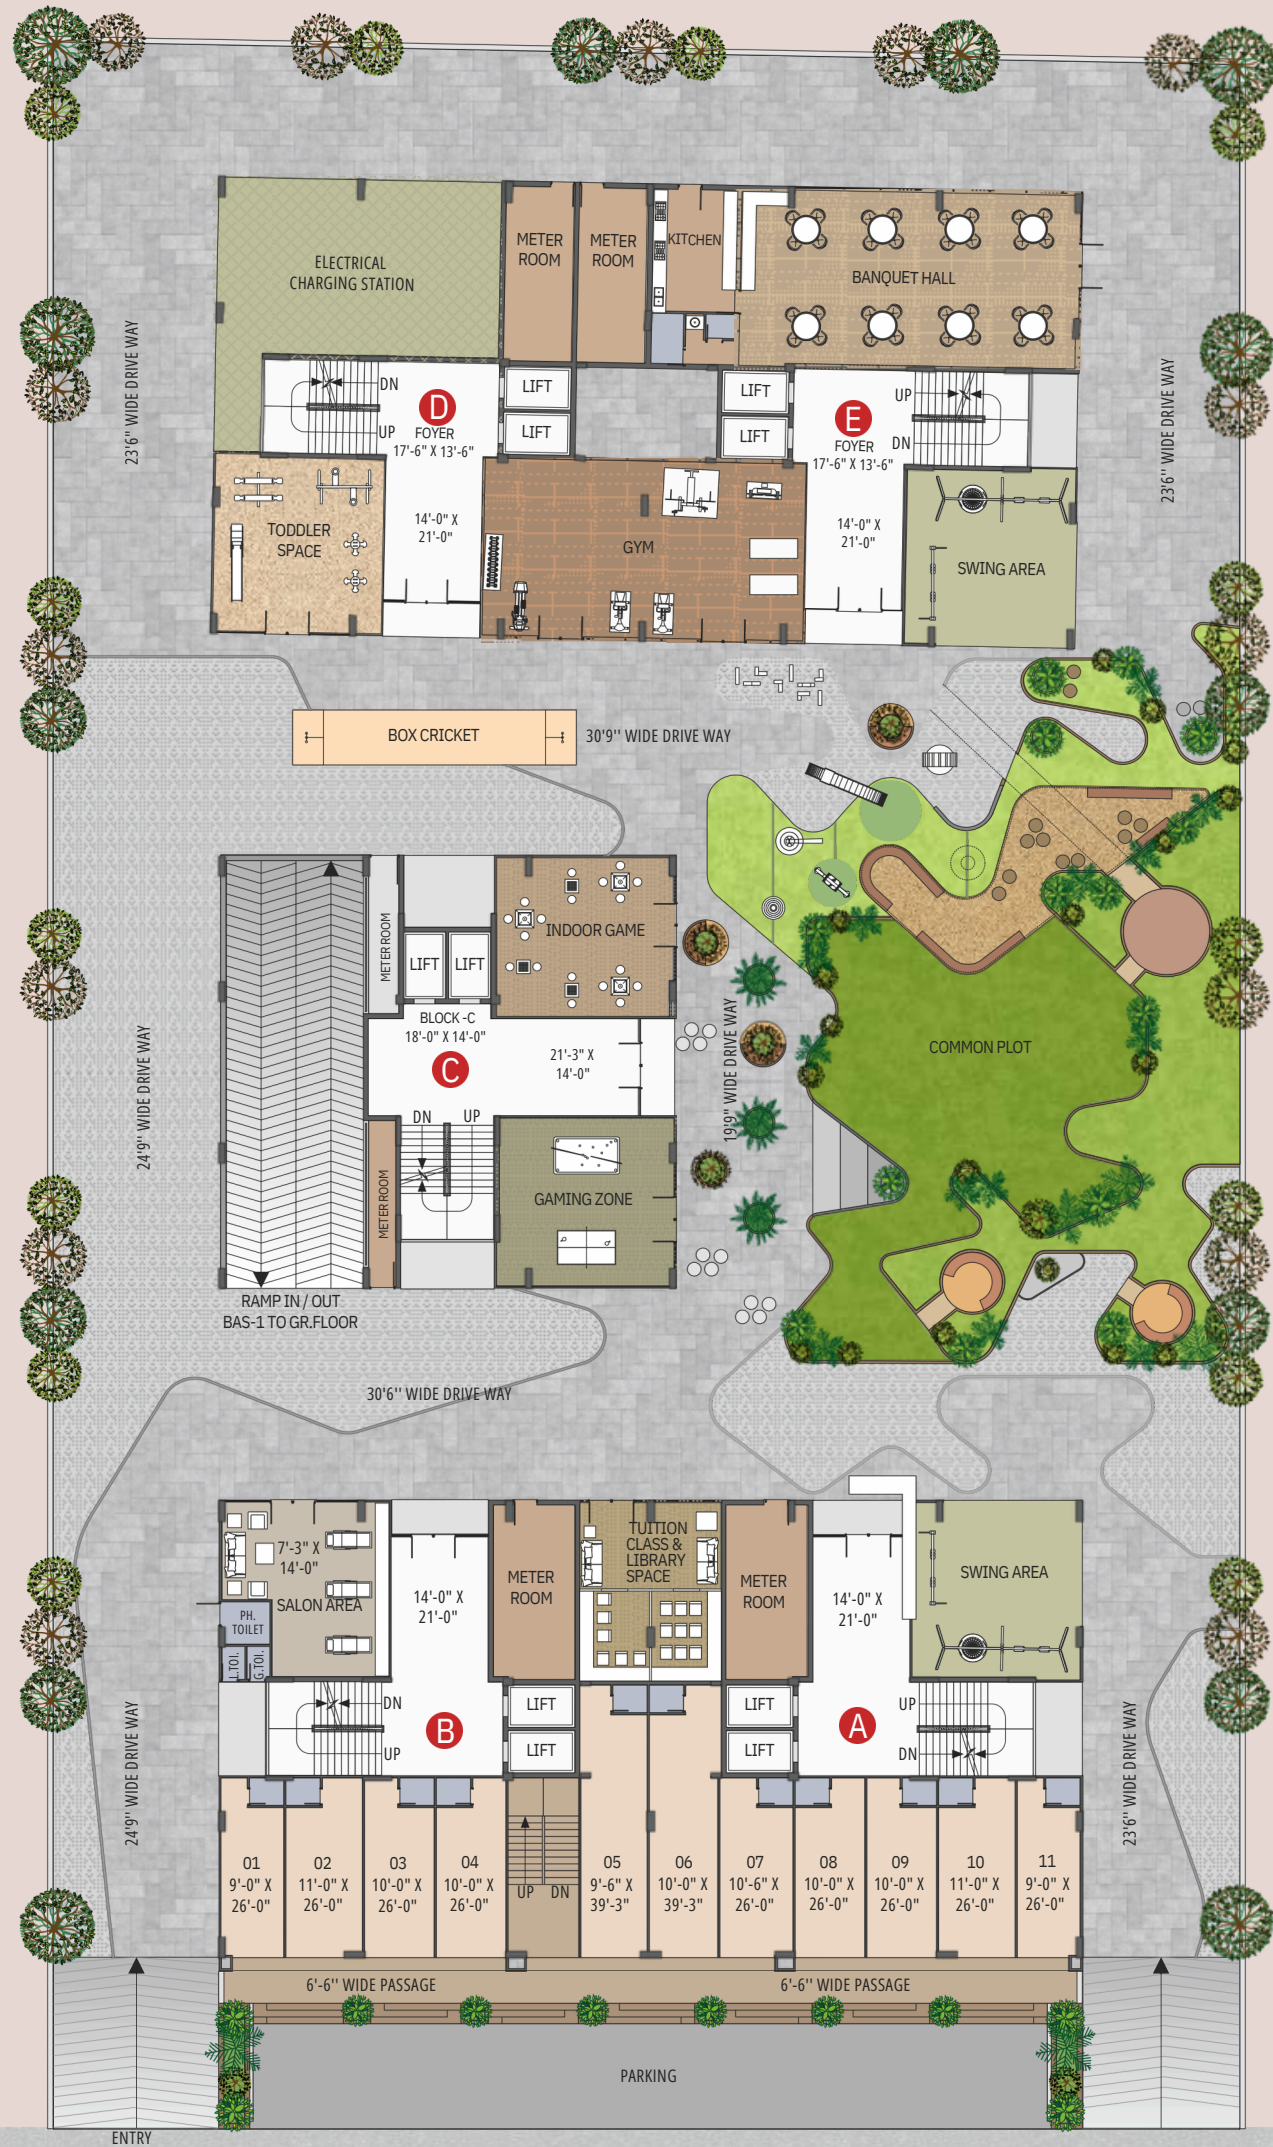 ELECTRICAL
CHARGING STATION
METER
ROOM
METER
ROOM
KITCHEN
BANQUET HALL
23'6" WIDE DRIVE WAY
23'6" WIDE DRIVE WAY
DN
UP
D
FOYER
17'-6" X 13'-6"
14'-0" X
21'-0"
LIFT
LIFT
LIFT
LIFT
E
FOYER
17'-6" X 13'-6"
14'-0" X
21'-0"
UP
DN
TODDLER
SPACE
GYM
SWING AREA
BOX CRICKET
30'9" WIDE DRIVE WAY
METER ROOM
LIFT
LIFT
INDOOR GAME
BLOCK -C
18'-0" X 14'-0"
C
21'-3" X
14'-0"
24'9" WIDE DRIVE WAY
19'9" WIDE DRIVE WAY
COMMON PLOT
DN
UP
METER ROOM
GAMING ZONE
RAMP IN / OUT
BAS-1 TO GR.FLOOR
30'6" WIDE DRIVE WAY
7'-3" X
14'-0"
SALON AREA
PH.
TOILET
L.TOI.
G.TOI.
14'-0" X
21'-0"
METER
ROOM
TUITION
CLASS &
LIBRARY
SPACE
METER
ROOM
14'-0" X
21'-0"
SWING AREA
DN
UP
B
LIFT
LIFT
LIFT
LIFT
A
UP
DN
24'9" WIDE DRIVE WAY
23'6" WIDE DRIVE WAY
01
9'-0" X
26'-0"
02
11'-0" X
26'-0"
03
10'-0" X
26'-0"
04
10'-0" X
26'-0"
UP DN
05
9'-6" X
39'-3"
06
10'-0" X
39'-3"
07
10'-6" X
26'-0"
08
10'-0" X
26'-0"
09
10'-0" X
26'-0"
10
11'-0" X
26'-0"
11
9'-0" X
26'-0"
6'-6" WIDE PASSAGE
6'-6" WIDE PASSAGE
PARKING
ENTRY